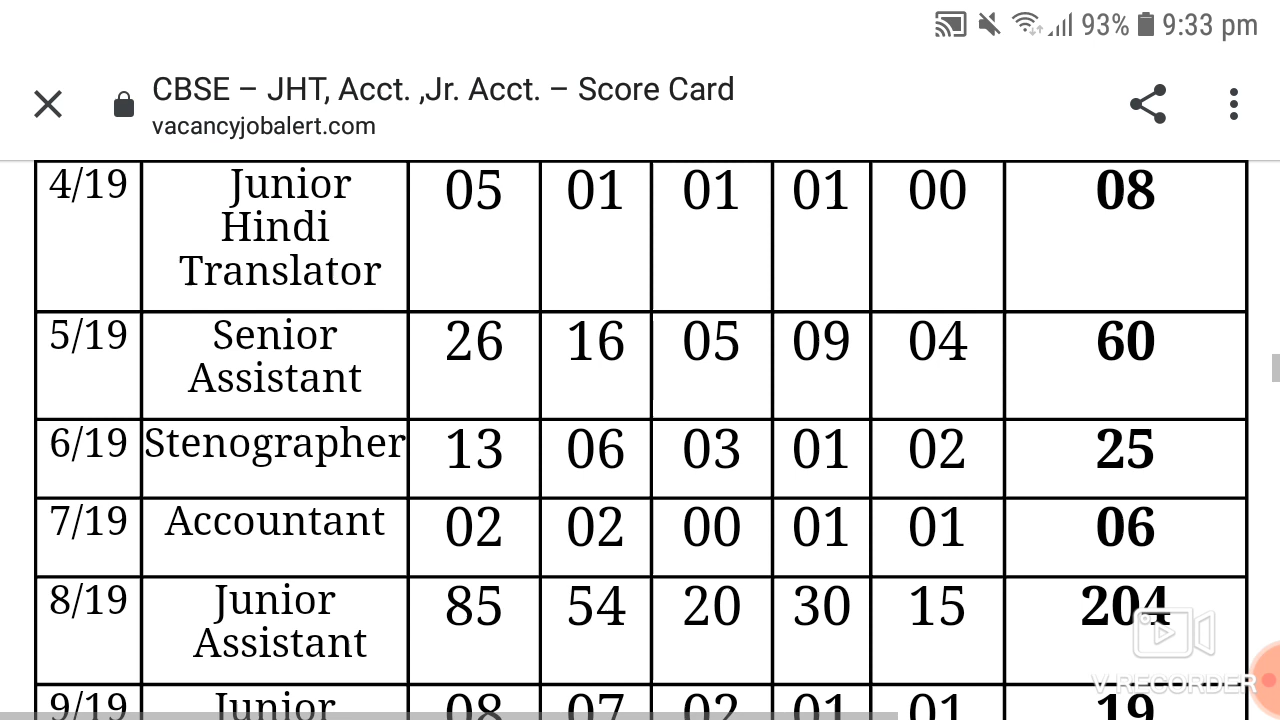 93% 9:33 pm
CBSE – JHT, Acct. ,Jr. Acct. – Score Card
vacancyjobalert.com
4/19 Junior 05 01 01 01 00 08
Hindi
Translator
5/19 Senior 26 16 05 09 04 60
Assistant
6/19 Stenographer 13 06 03 01 02 25
7/19 Accountant 02 02 00 01 01 06
8/19 Junior 85 54 20 30 15 204
Assistant
V RECORDER
9/19 Junior 08 07 02 01 01 19